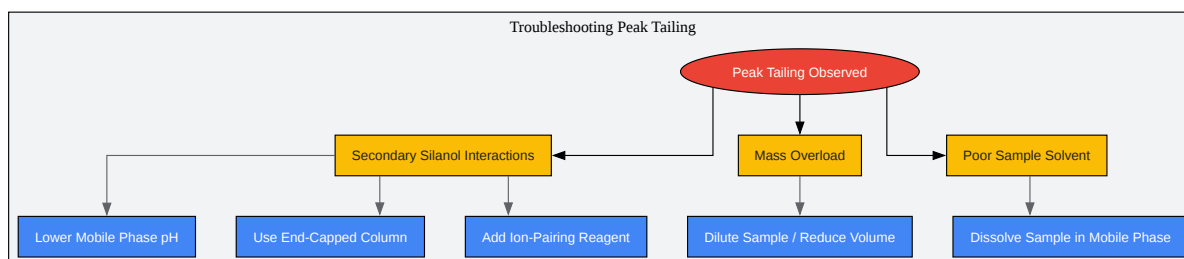 Troubleshooting Peak Tailing
Peak Tailing Observed
Secondary Silanol Interactions
Mass Overload
Poor Sample Solvent
Lower Mobile Phase pH
Use End-Capped Column
Add Ion-Pairing Reagent
Dilute Sample / Reduce Volume
Dissolve Sample in Mobile Phase